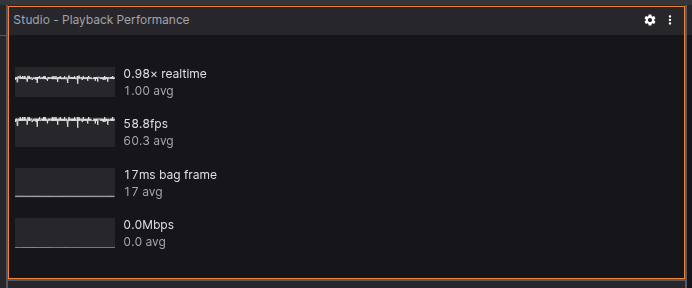 Studio - Playback Performance
0.98× realtime
1.00 avg
58.8fps
60.3 avg
17ms bag frame
17 avg
0.0Mbps
0.0 avg